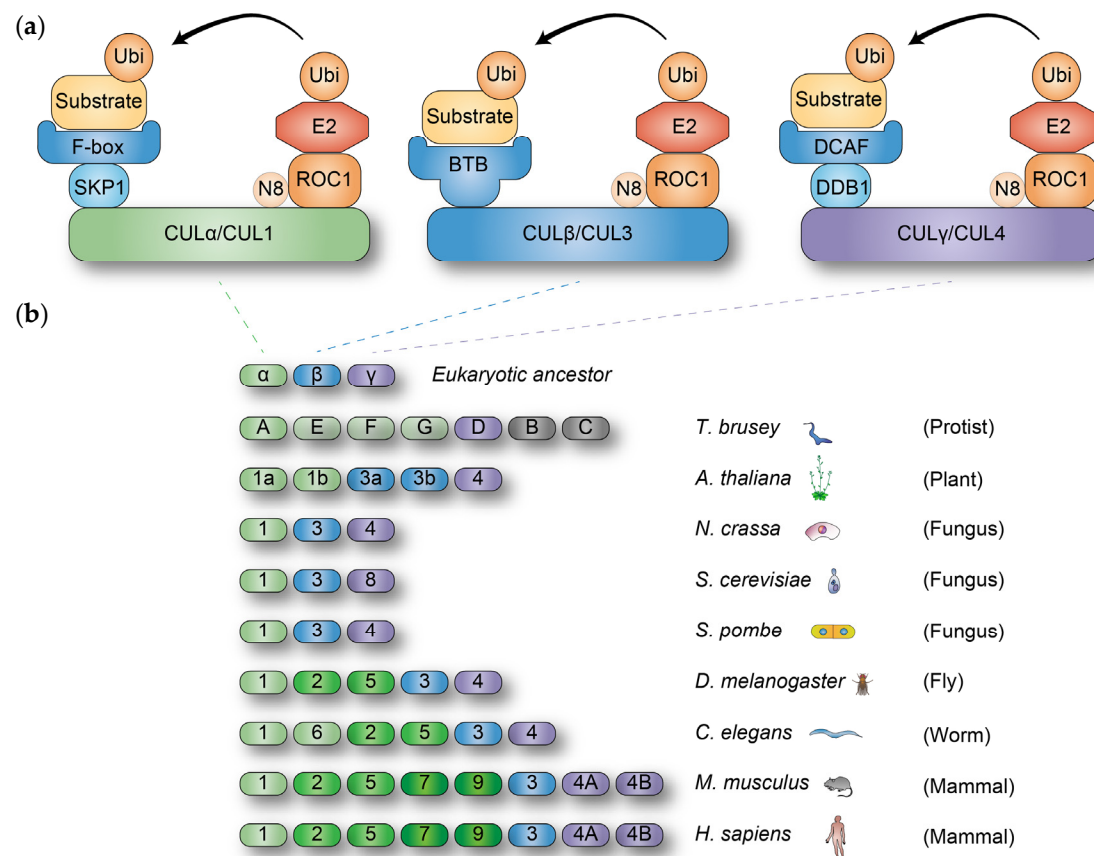 (a)
Ubi Ubi Ubi Ubi Ubi Ubi
Substrate E2 Substrate E2 Substrate E2
F-box BTB DCAF
SKP1 N8 ROC1 N8 ROC1 DDB1 N8 ROC1
CULα/CUL1 CULβ/CUL3 CULγ/CUL4
(b)
α β γ Eukaryotic ancestor
A E F G D B C T. brusey (Protist)
1a 1b 3a 3b 4 A. thaliana (Plant)
1 3 4 N. crassa (Fungus)
1 3 8 S. cerevisiae (Fungus)
1 3 4 S. pombe (Fungus)
1 2 5 3 4 D. melanogaster (Fly)
1 6 2 5 3 4 C. elegans (Worm)
1 2 5 7 9 3 4A 4B M. musculus (Mammal)
1 2 5 7 9 3 4A 4B H. sapiens (Mammal)